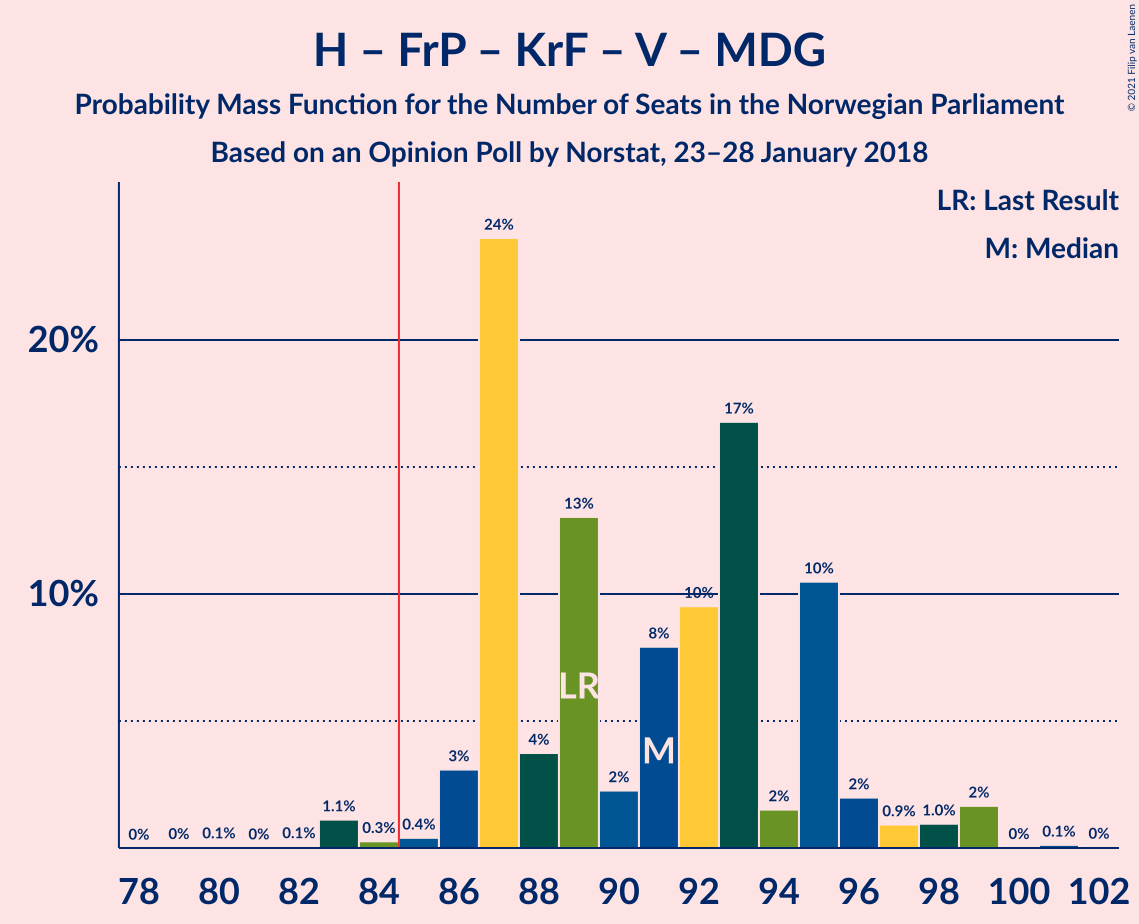 H – FrP – KrF – V – MDG
Probability Mass Function for the Number of Seats in the Norwegian Parliament
Based on an Opinion Poll by Norstat, 23–28 January 2018
© 2021 Filip van Laenen
LR: Last Result
M: Median
20%
10%
0% 0% 0.1% 0% 0.1% 1.1% 0.3% 0.4% 3% 24% 4% 13% 2% 8% 10% 17% 2% 10% 2% 0.9% 1.0% 2% 0% 0.1% 0%
LR
M
78 80 82 84 86 88 90 92 94 96 98 100 102